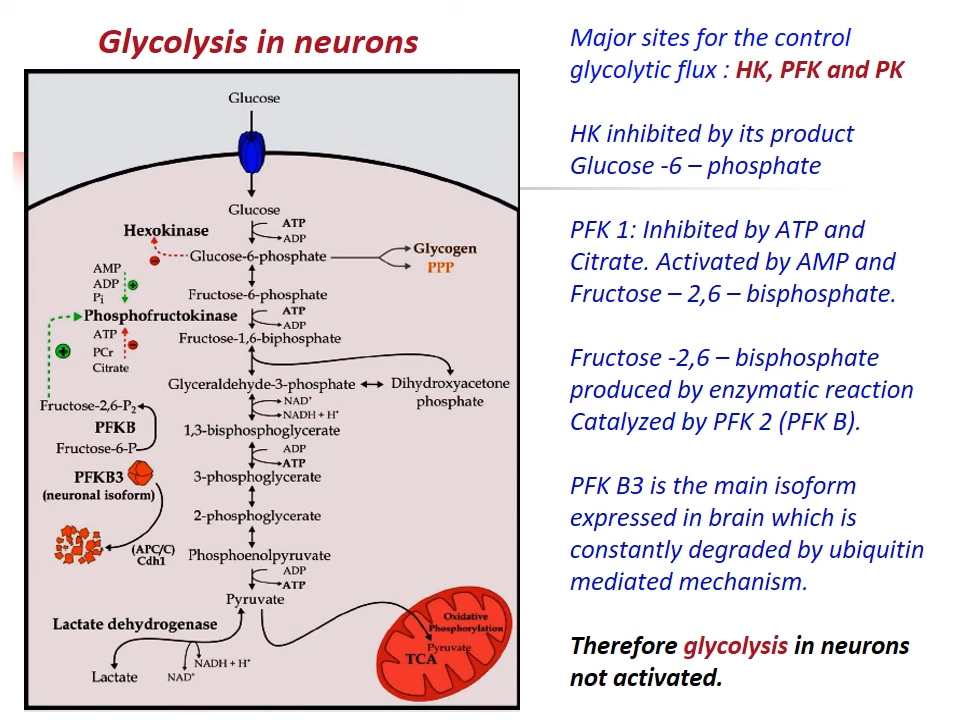 Glycolysis in neurons
Glucose
Glucose
ATP
ADP
Hexokinase
Glucose-6-phosphate
Glycogen
PPP
AMP
ADP
Pi
Fructose-6-phosphate
ATP
ADP
Phosphofructokinase
ATP
PCr
Citrate
Fructose-1,6-biphosphate
Glyceraldehyde-3-phosphate
Dihydroxyacetone
phosphate
NAD+
NADH + H+
Fructose-2,6-P2
PFKB
Fructose-6-P
1,3-bisphosphoglycerate
ADP
ATP
PFKB3
(neuronal isoform)
3-phosphoglycerate
2-phosphoglycerate
(APC/C)
Cdh1
Phosphoenolpyruvate
ADP
ATP
Pyruvate
Lactate dehydrogenase
NADH + H+
NAD+
Lactate
Oxidative
Phosphorylation
Pyruvate
TCA
Major sites for the control
glycolytic flux : HK, PFK and PK
HK inhibited by its product
Glucose -6 – phosphate
PFK 1: Inhibited by ATP and
Citrate. Activated by AMP and
Fructose – 2,6 – bisphosphate.
Fructose -2,6 – bisphosphate
produced by enzymatic reaction
Catalyzed by PFK 2 (PFK B).
PFK B3 is the main isoform
expressed in brain which is
constantly degraded by ubiquitin
mediated mechanism.
Therefore glycolysis in neurons
not activated.